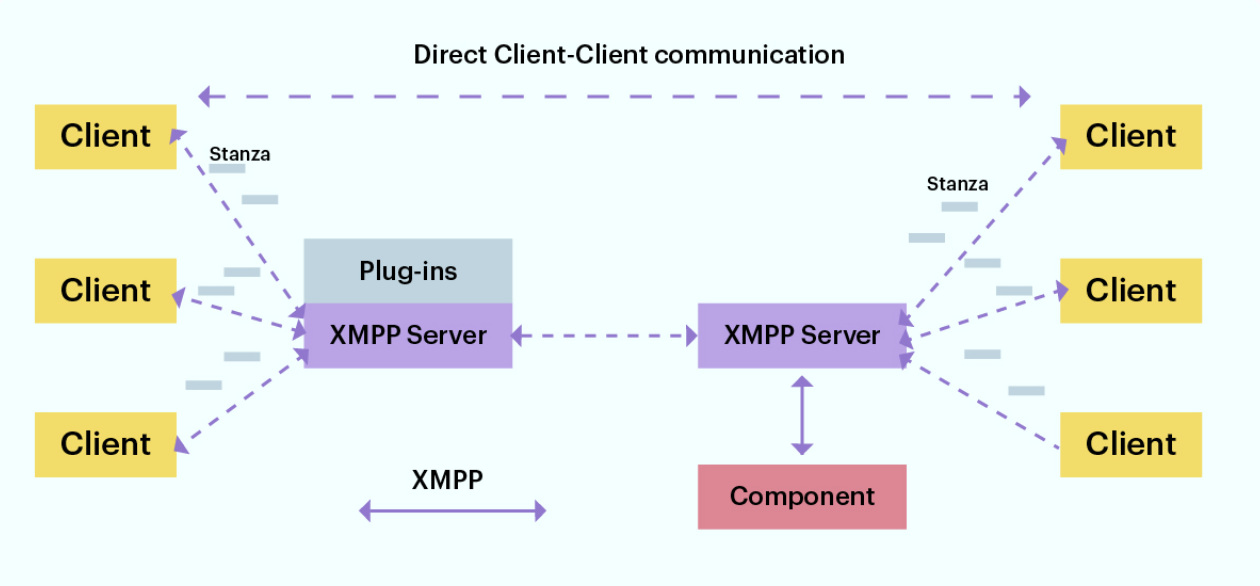 Direct Client-Client communication
Client
Client
Stanza
Stanza
Plug-ins
Client
Client
XMPP Server
XMPP Server
Client
Client
XMPP
Component